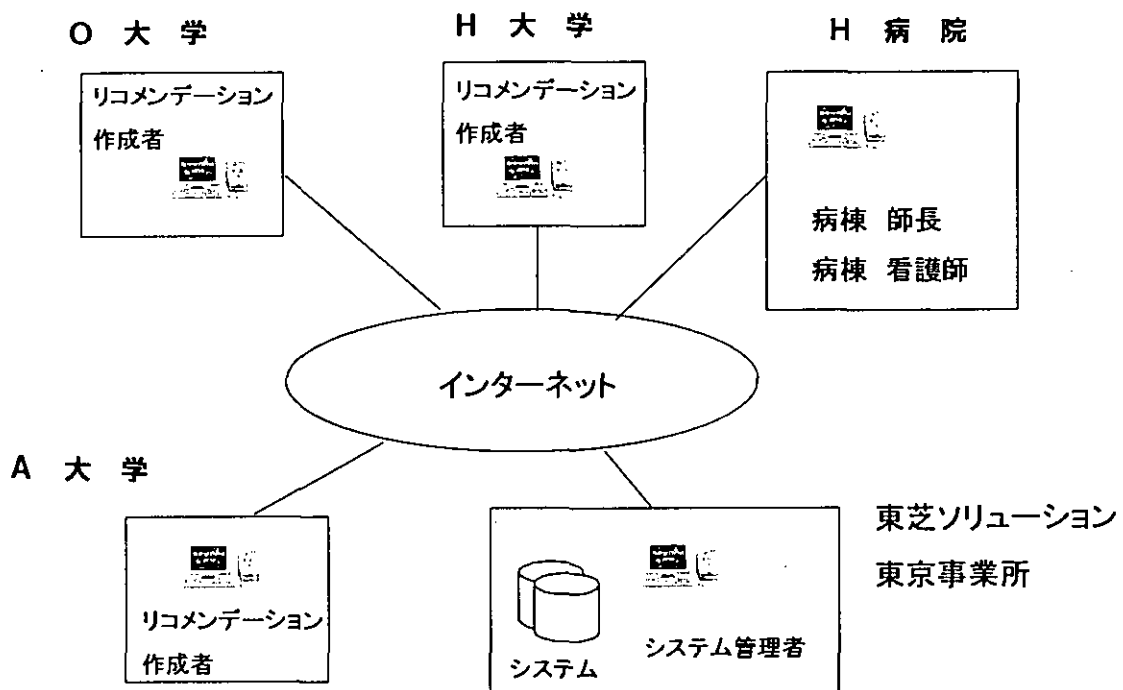 O 大学
H 大学
H 病院
リコメンデーション
作成者
リコメンデーション
作成者
病棟 師長
病棟 看護師
インターネット
A 大学
リコメンデーション
作成者
システム
システム管理者
東芝ソリューション
東京事業所